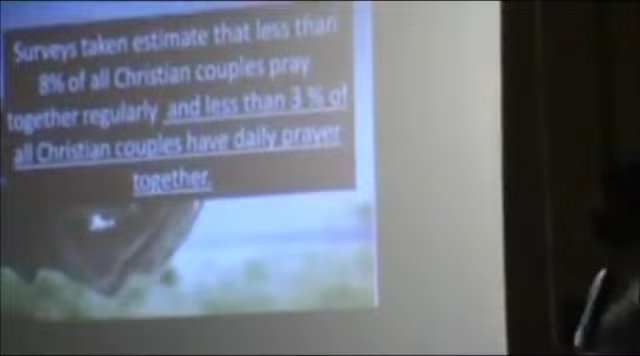 Surveys taken estimate that less than
8% of all Christian couples pray
together regularly and less than 3 % of
all Christian couples have daily prayer
together.